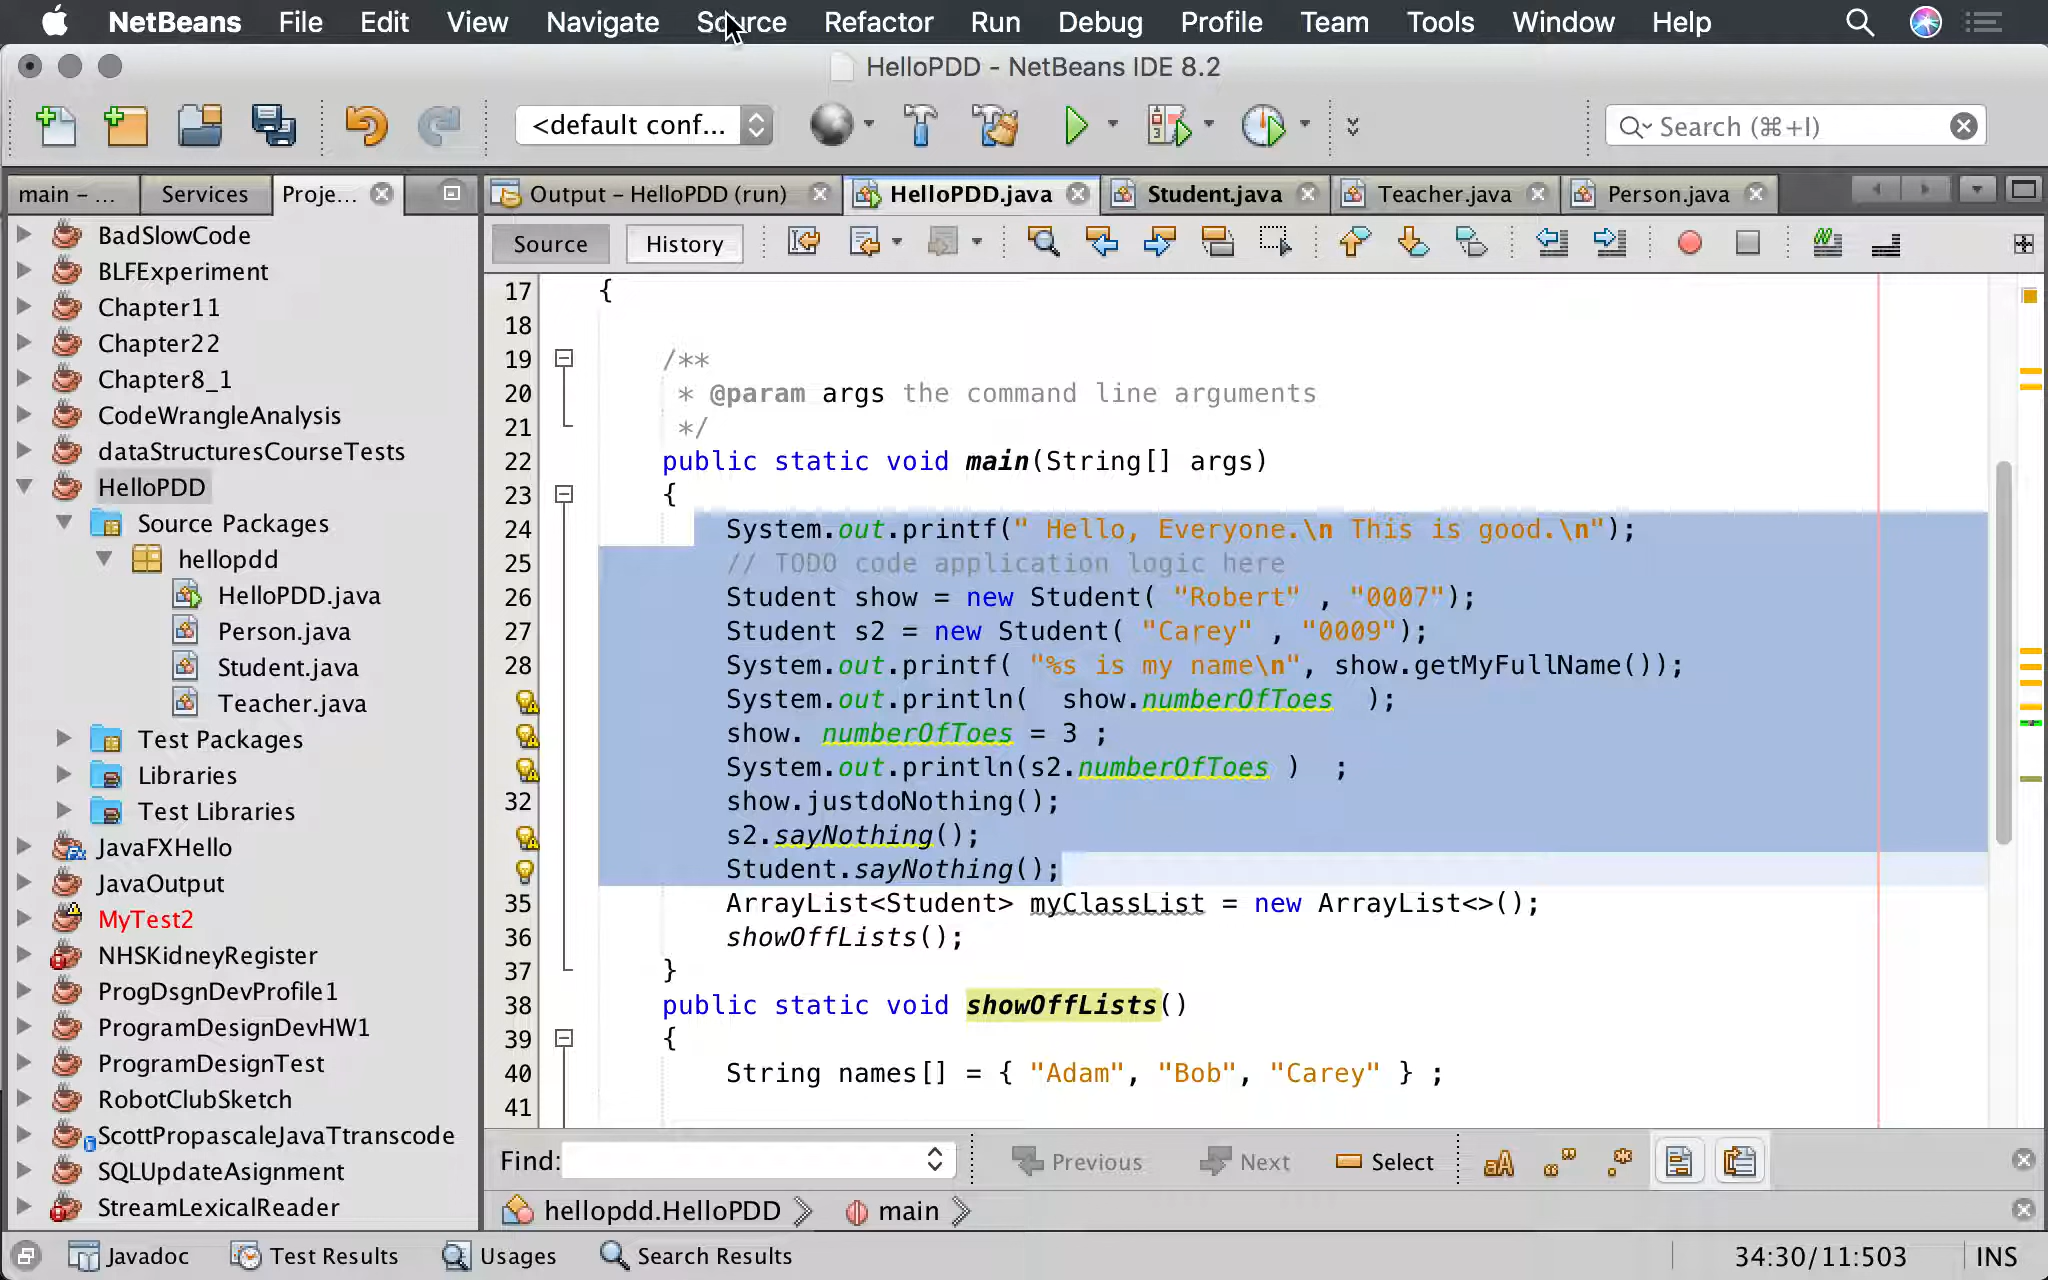 NetBeans File Edit View Navigate Source Refactor Run Debug Profile Team Tools Window Help
HelloPDD - NetBeans IDE 8.2
<default conf... Search (⌘+I)
main – ... Services Proje... Output – HelloPDD (run) HelloPDD.java Student.java Teacher.java Person.java
Source History
BadSlowCode
BLFExperiment
Chapter11
Chapter22
Chapter8_1
CodeWrangleAnalysis
dataStructuresCourseTests
HelloPDD
Source Packages
hellopdd
HelloPDD.java
Person.java
Student.java
Teacher.java
Test Packages
Libraries
Test Libraries
JavaFXHello
JavaOutput
MyTest2
NHSKidneyRegister
ProgDsgnDevProfile1
ProgramDesignDevHW1
ProgramDesignTest
RobotClubSketch
ScottPropascaleJavaTtranscode
SQLUpdateAsignment
StreamLexicalReader
17 {
18
19 /**
20 * @param args the command line arguments
21 */
22 public static void main(String[] args)
23 {
24 System.out.printf(" Hello, Everyone.\n This is good.\n");
25 // TODO code application logic here
26 Student show = new Student( "Robert" , "0007");
27 Student s2 = new Student( "Carey" , "0009");
28 System.out.printf( "%s is my name\n", show.getMyFullName());
System.out.println(  show.numberOfToes  );
show. numberOfToes = 3 ;
System.out.println(s2.numberOfToes )  ;
32 show.justdoNothing();
s2.sayNothing();
Student.sayNothing();
35 ArrayList<Student> myClassList = new ArrayList<>();
36 showOffLists();
37 }
38 public static void showOffLists()
39 {
40 String names[] = { "Adam", "Bob", "Carey" } ;
41
Find: Previous Next Select
hellopdd.HelloPDD main
Javadoc Test Results Usages Search Results 34:30/11:503 INS